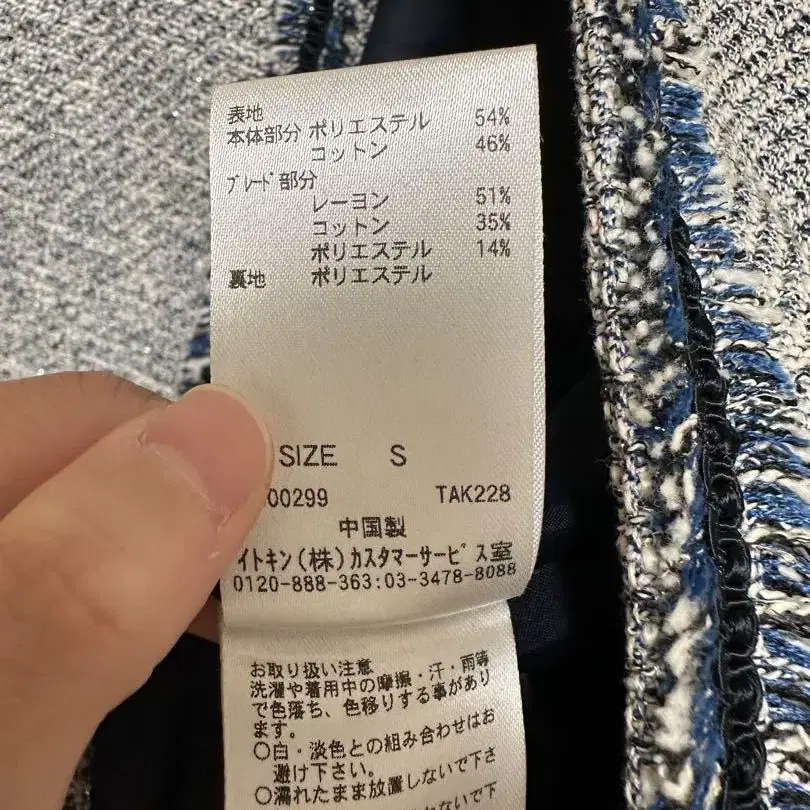 表地
本体部分 ポリエステル 54%
コットン 46%
ブレード部分
レーヨン 51%
コットン 35%
ポリエステル 14%
裏地 ポリエステル
SIZE S
00299 TAK228
中国製
イトキン(株)カスタマーサービス室
0120-888-363:03-3478-8088
お取り扱い注意
洗濯や着用中の摩擦・汗・雨等
で色落ち、色移りする事があり
ます。
○白・淡色との組み合わせはお
避け下さい。
○濡れたまま放置しないで下さ